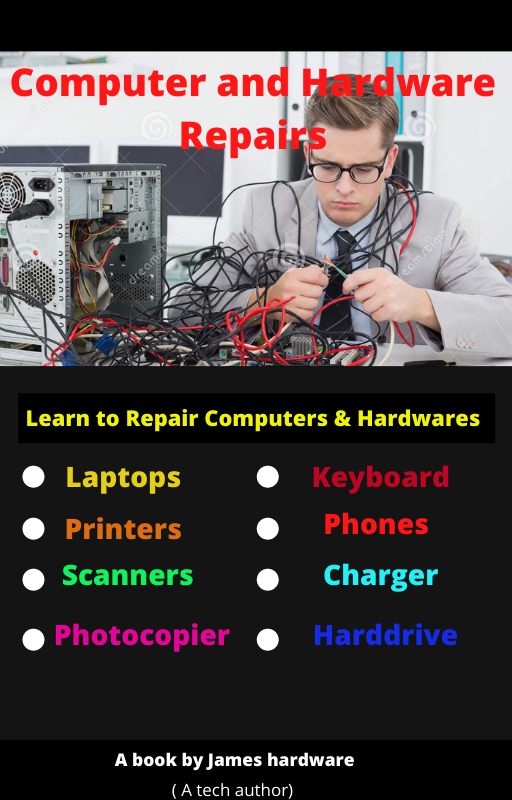 Computer and Hardware
Repairs
Learn to Repair Computers & Hardwares
Laptops
Keyboard
Printers
Phones
Scanners
Charger
Photocopier
Harddrive
A book by James hardware
( A tech author)